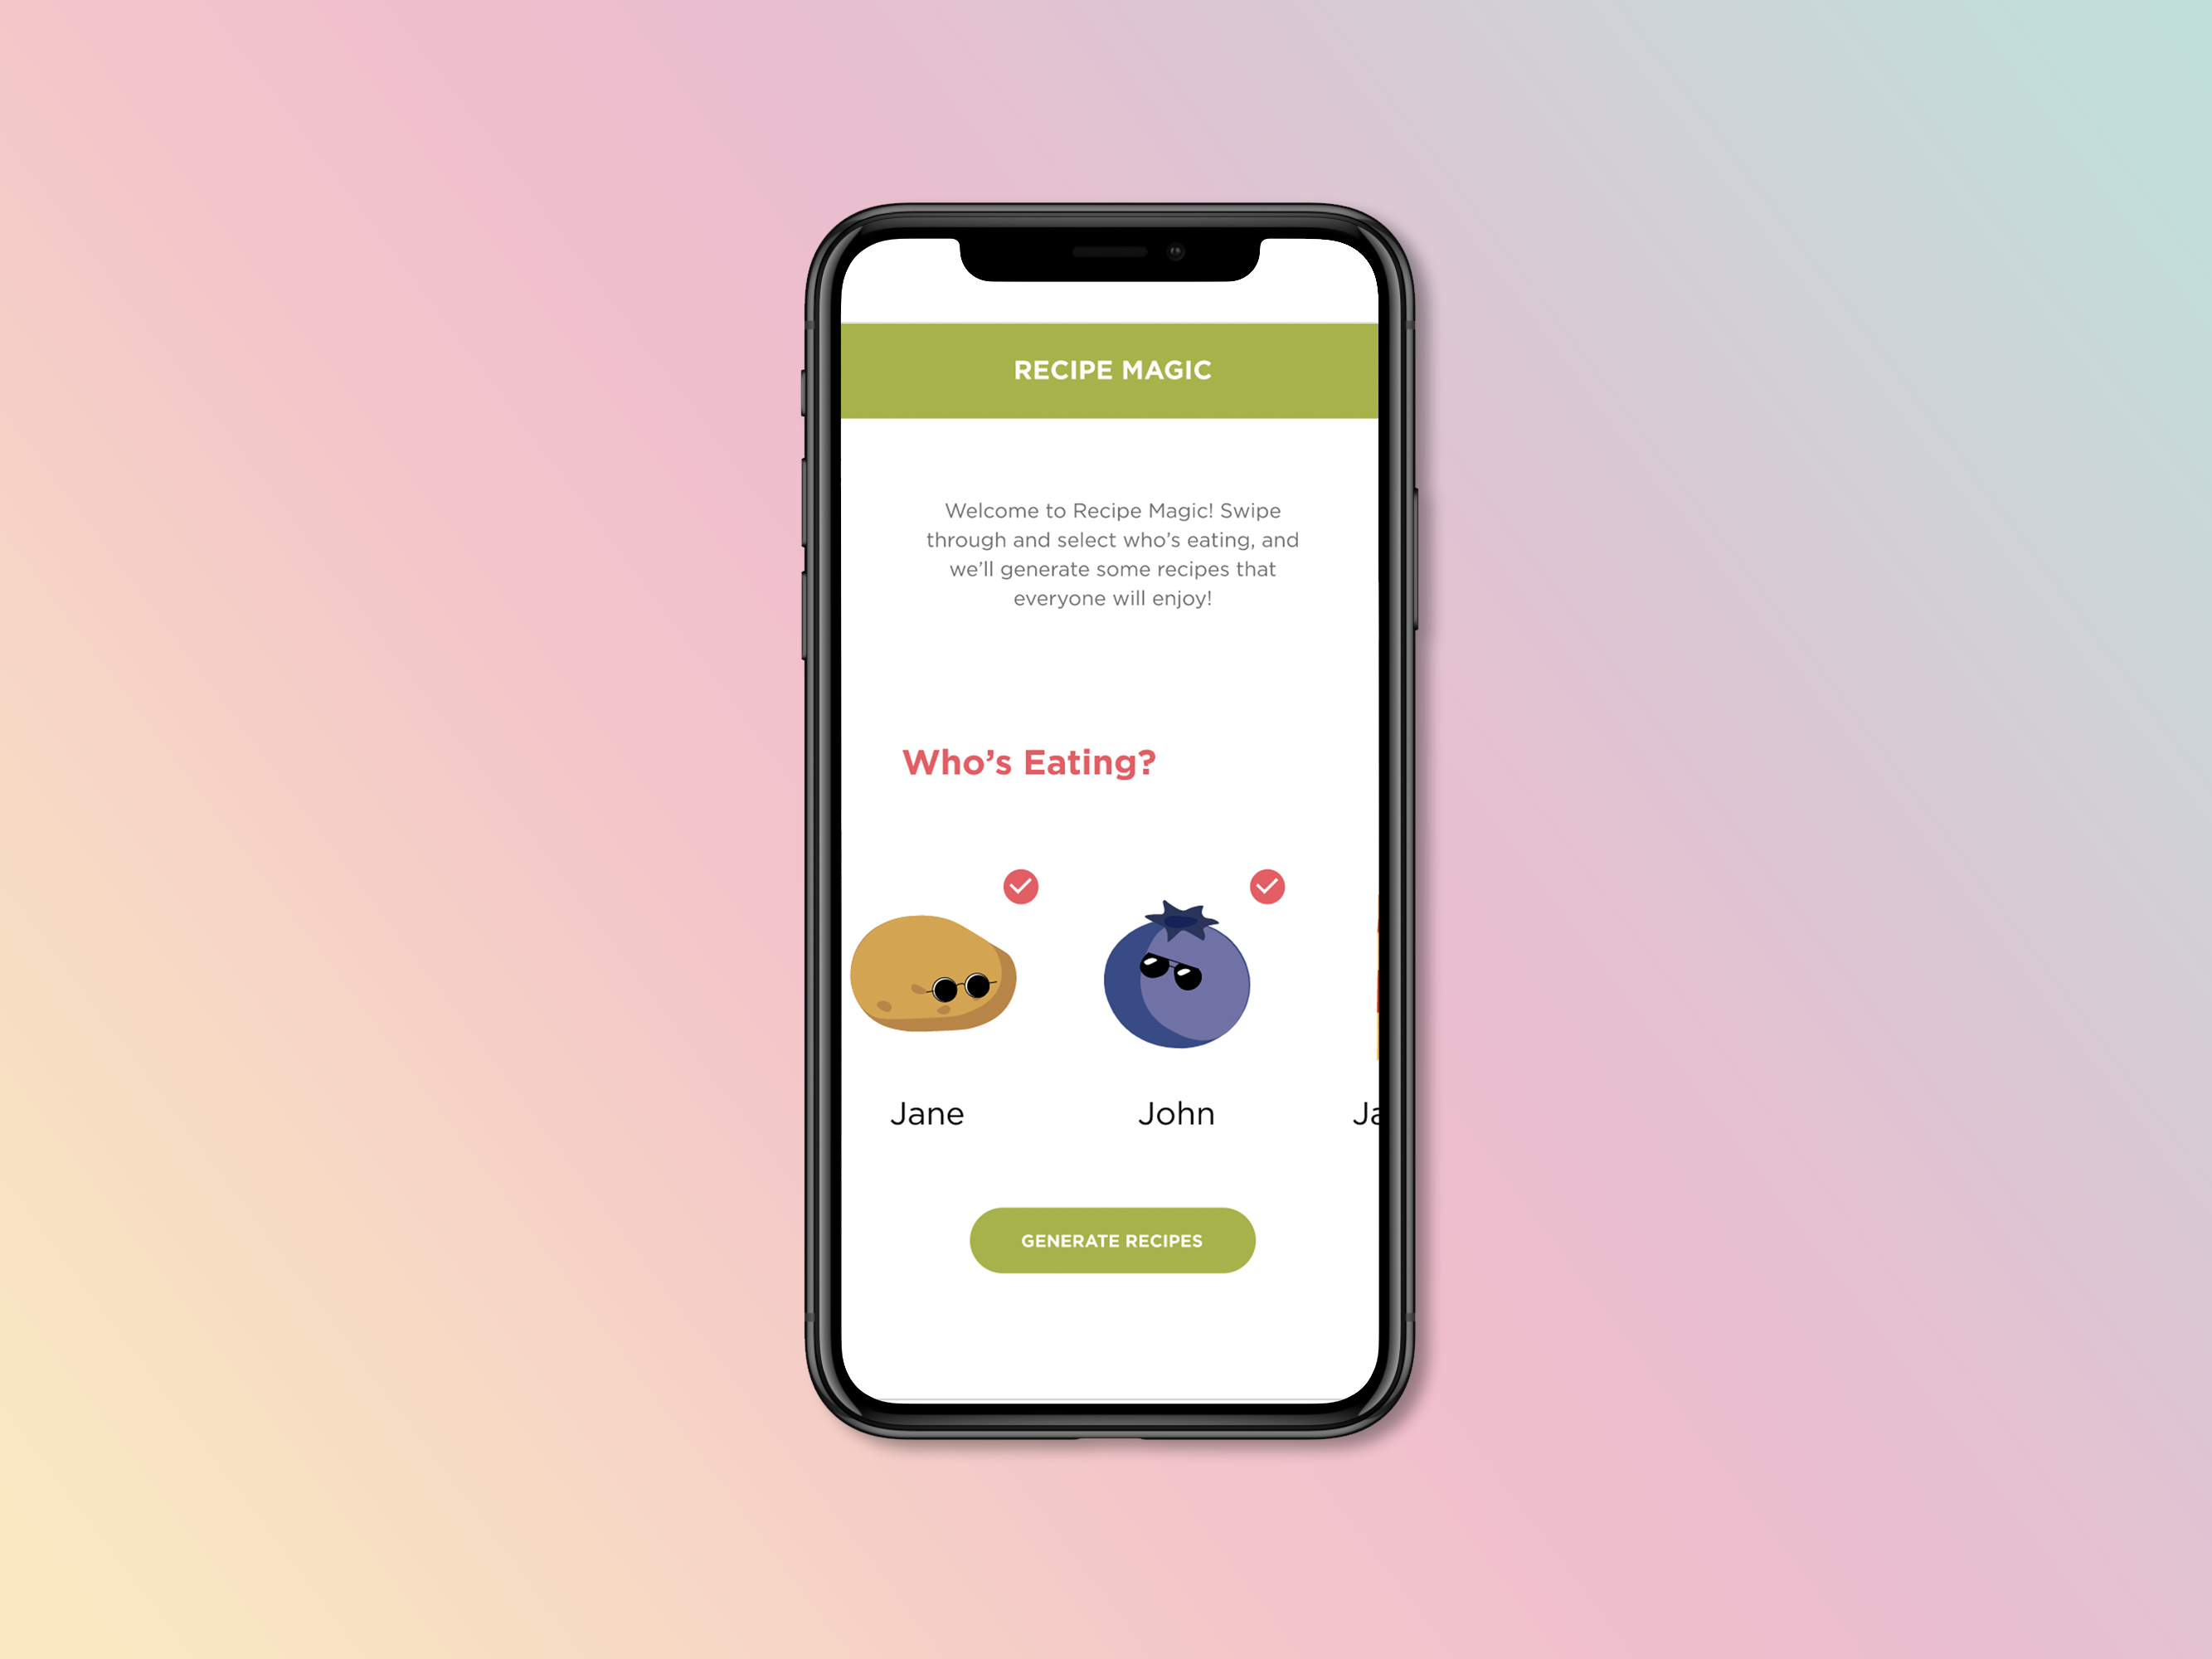 RECIPE MAGIC
Welcome to Recipe Magic! Swipe
through and select who’s eating, and
we’ll generate some recipes that
everyone will enjoy!
Who’s Eating?
Jane John Ja
GENERATE RECIPES